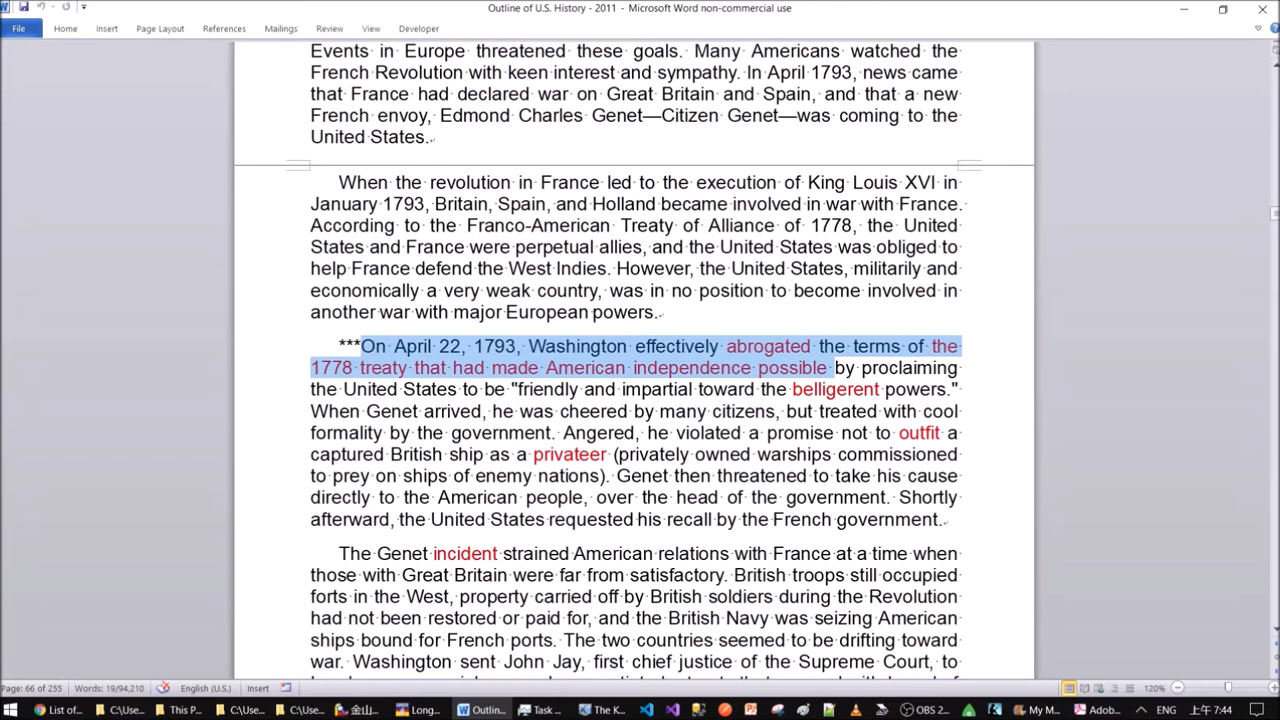 Outline of U.S. History - 2011 - Microsoft Word non-commercial use
File Home Insert Page Layout References Mailings Review View Developer
Events in Europe threatened these goals. Many Americans watched the
French Revolution with keen interest and sympathy. In April 1793, news came
that France had declared war on Great Britain and Spain, and that a new
French envoy, Edmond Charles Genet—Citizen Genet—was coming to the
United States.
When the revolution in France led to the execution of King Louis XVI in
January 1793, Britain, Spain, and Holland became involved in war with France.
According to the Franco-American Treaty of Alliance of 1778, the United
States and France were perpetual allies, and the United States was obliged to
help France defend the West Indies. However, the United States, militarily and
economically a very weak country, was in no position to become involved in
another war with major European powers.
***On April 22, 1793, Washington effectively abrogated the terms of the
1778 treaty that had made American independence possible by proclaiming
the United States to be "friendly and impartial toward the belligerent powers."
When Genet arrived, he was cheered by many citizens, but treated with cool
formality by the government. Angered, he violated a promise not to outfit a
captured British ship as a privateer (privately owned warships commissioned
to prey on ships of enemy nations). Genet then threatened to take his cause
directly to the American people, over the head of the government. Shortly
afterward, the United States requested his recall by the French government.
The Genet incident strained American relations with France at a time when
those with Great Britain were far from satisfactory. British troops still occupied
forts in the West, property carried off by British soldiers during the Revolution
had not been restored or paid for, and the British Navy was seizing American
ships bound for French ports. The two countries seemed to be drifting toward
war. Washington sent John Jay, first chief justice of the Supreme Court, to
Page: 66 of 255 Words: 19/94,210 English (U.S.) Insert 120%
List of... C:\Use... This P... C:\Use... C:\Use... 金山... Long... Outlin... Task ... The K... OBS 2... My M... Adob... ENG 上午 7:44